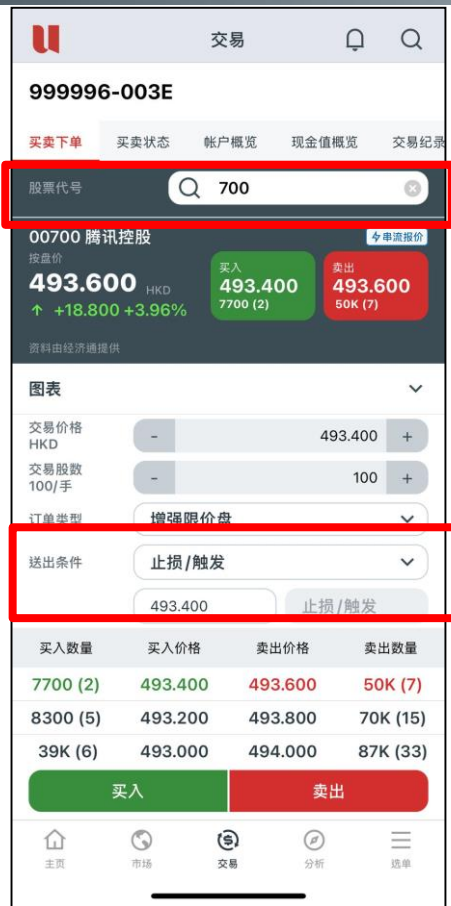 交易
999996-003E
买卖下单 买卖状态 帐户概览 现金值概览 交易纪录
股票代号 700
00700 腾讯控股 串流报价
按盘价
493.600 HKD
↑ +18.800 +3.96%
买入
493.400
7700 (2)
卖出
493.600
50K (7)
资料由经济通提供
图表
交易价格
HKD
- 493.400 +
交易股数
100/手
- 100 +
订单类型 增强限价盘
送出条件 止损/触发
493.400 止损/触发
买入数量 买入价格 卖出价格 卖出数量
7700 (2) 493.400 493.600 50K (7)
8300 (5) 493.200 493.800 70K (15)
39K (6) 493.000 494.000 87K (33)
买入 卖出
主页 市场 交易 分析 选单